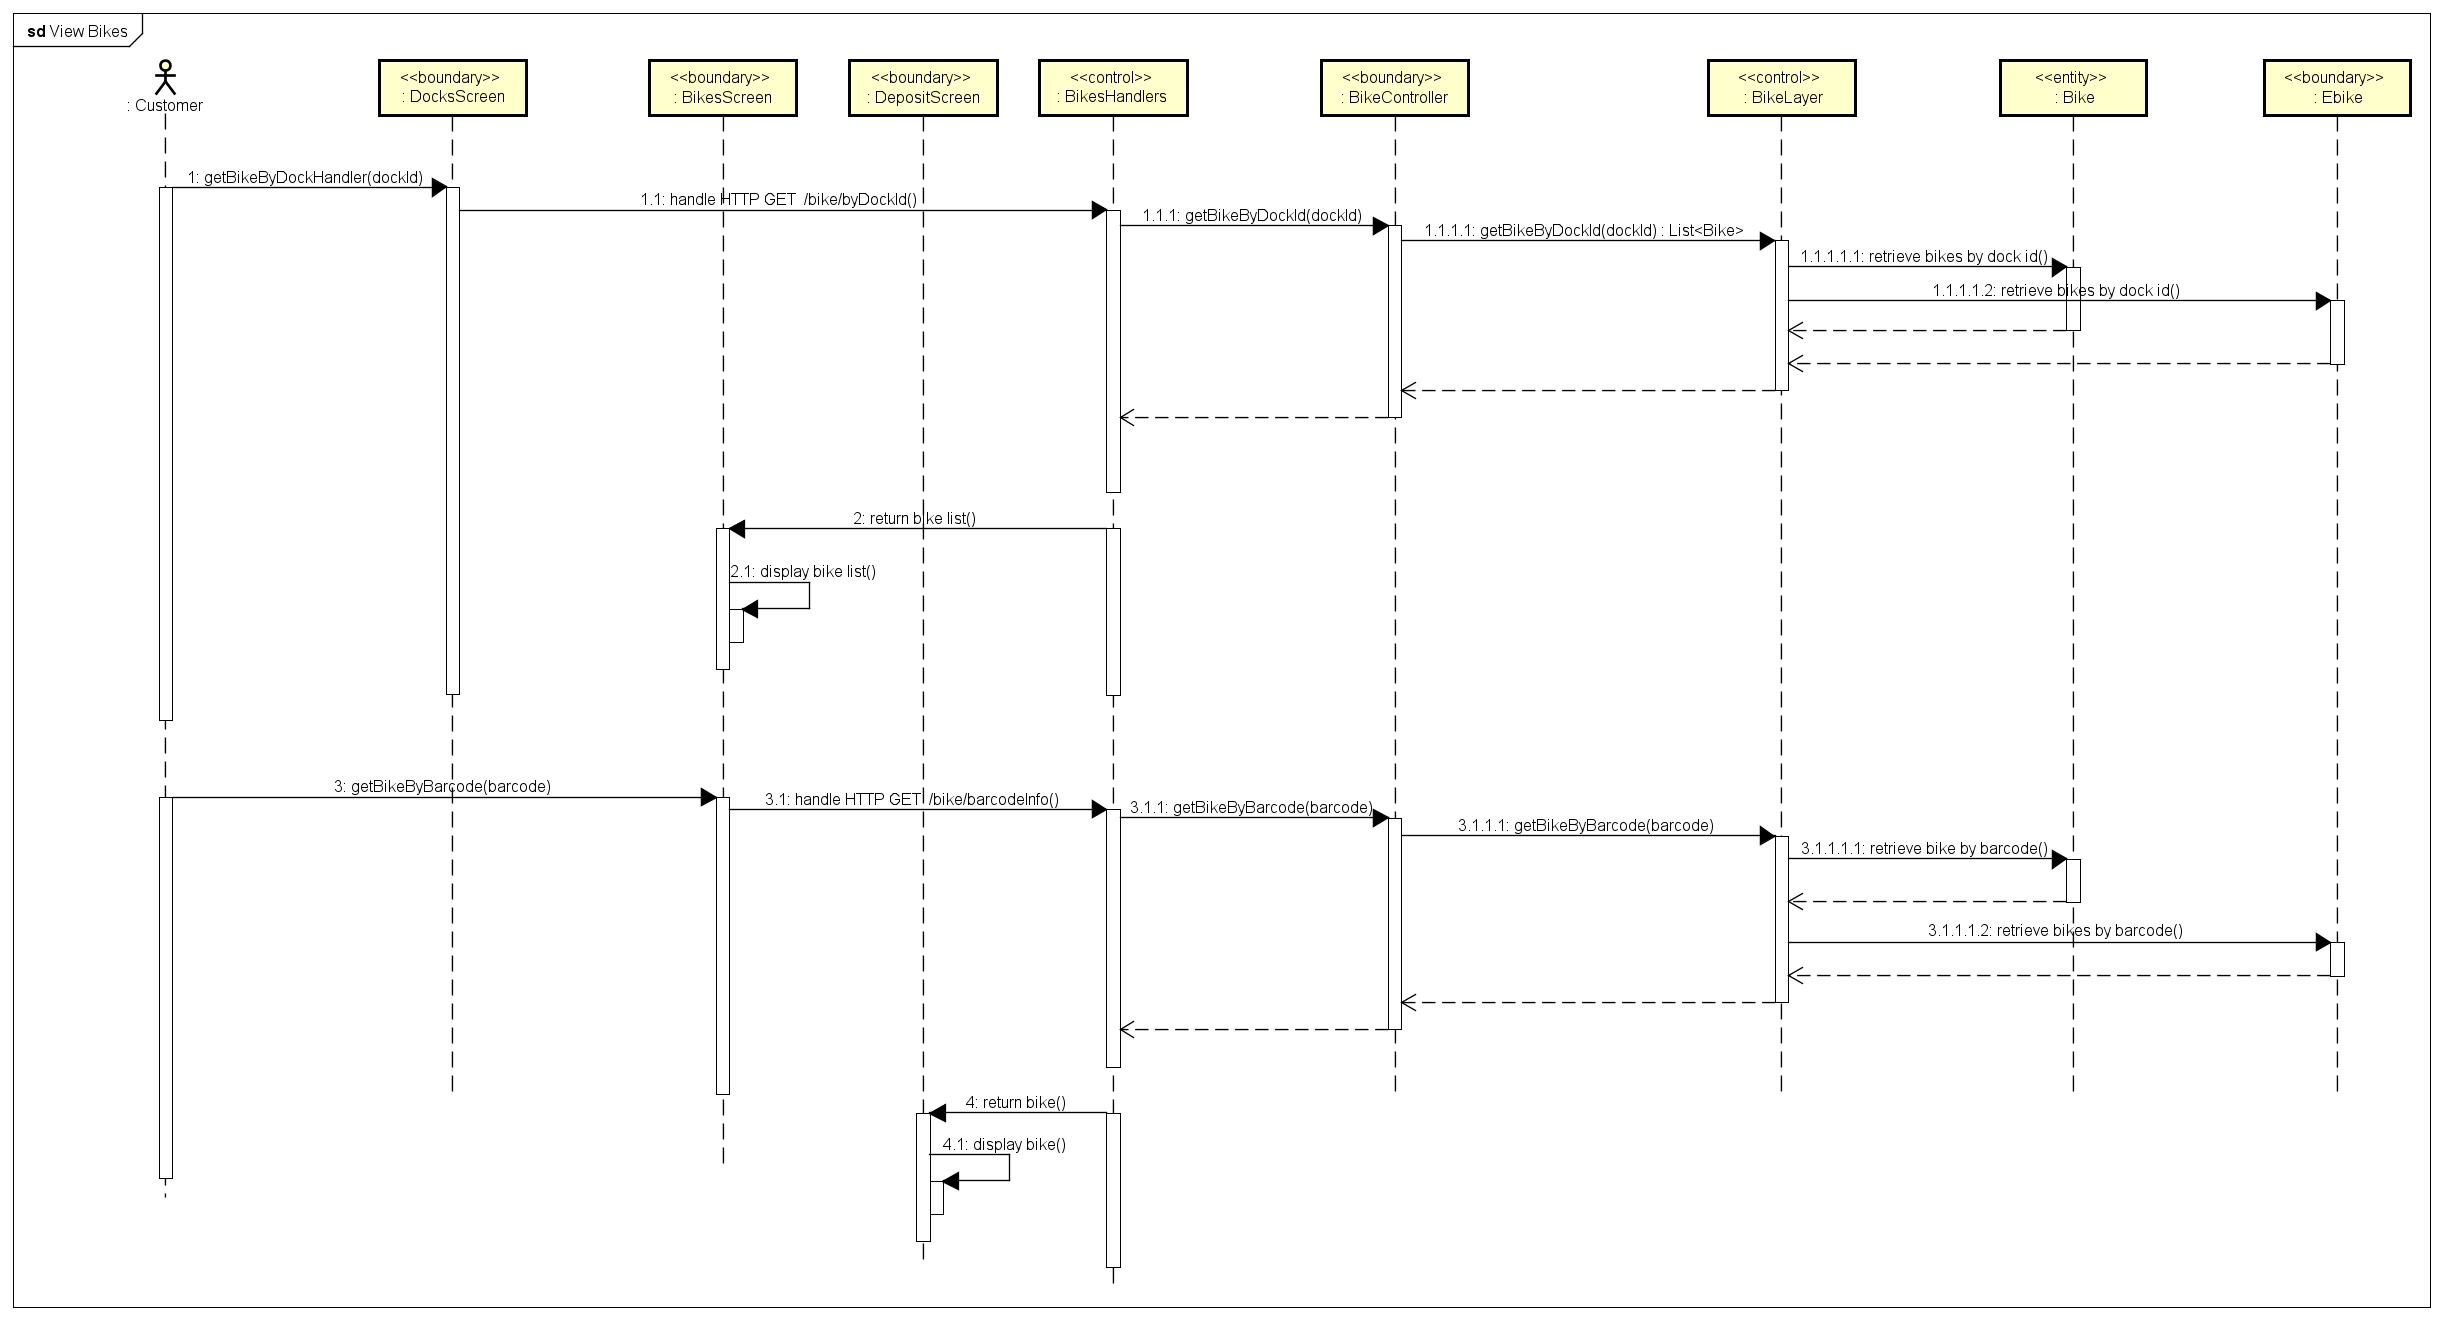 sd View Bikes
: Customer
<<boundary>>
: DocksScreen
<<boundary>>
: BikesScreen
<<boundary>>
: DepositScreen
<<control>>
: BikesHandlers
<<boundary>>
: BikeController
<<control>>
: BikeLayer
<<entity>>
: Bike
<<boundary>>
: Ebike
1: getBikeByDockHandler(dockId)
1.1: handle HTTP GET /bike/byDockId()
1.1.1: getBikeByDockId(dockId)
1.1.1.1: getBikeByDockId(dockId) : List<Bike>
1.1.1.1.1: retrieve bikes by dock id()
1.1.1.1.2: retrieve bikes by dock id()
2: return bike list()
2.1: display bike list()
3: getBikeByBarcode(barcode)
3.1: handle HTTP GET /bike/barcodeInfo()
3.1.1: getBikeByBarcode(barcode)
3.1.1.1: getBikeByBarcode(barcode)
3.1.1.1.1: retrieve bike by barcode()
3.1.1.1.2: retrieve bikes by barcode()
4: return bike()
4.1: display bike()